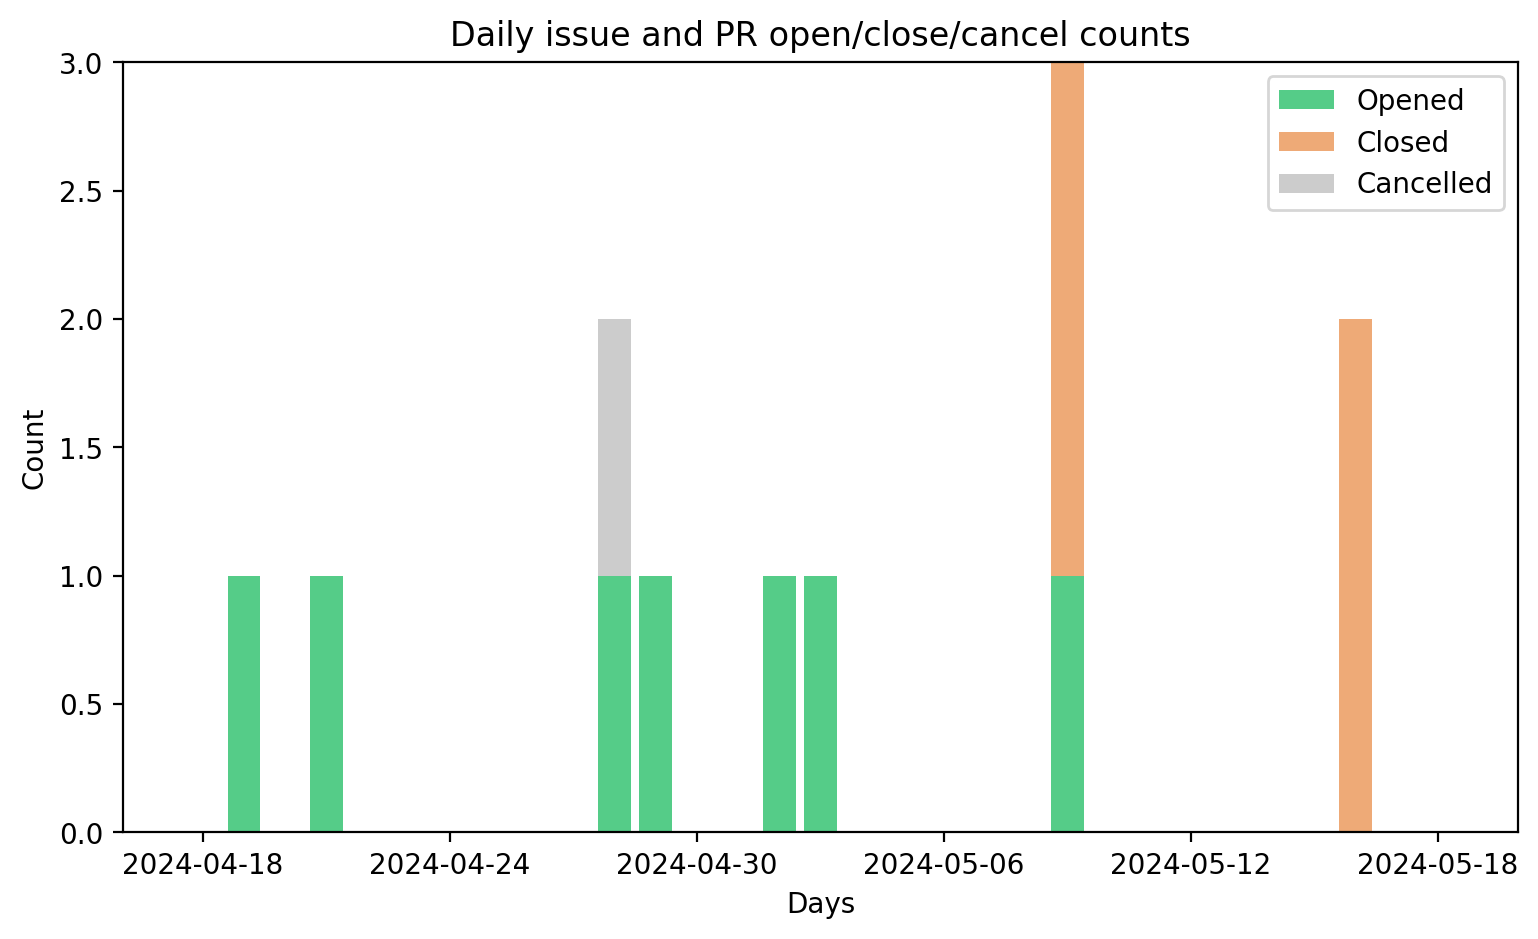 Daily issue and PR open/close/cancel counts
3.0
2.5
2.0
1.5
1.0
0.5
0.0
Count
Opened
Closed
Cancelled
2024-04-18
2024-04-24
2024-04-30
2024-05-06
2024-05-12
2024-05-18
Days